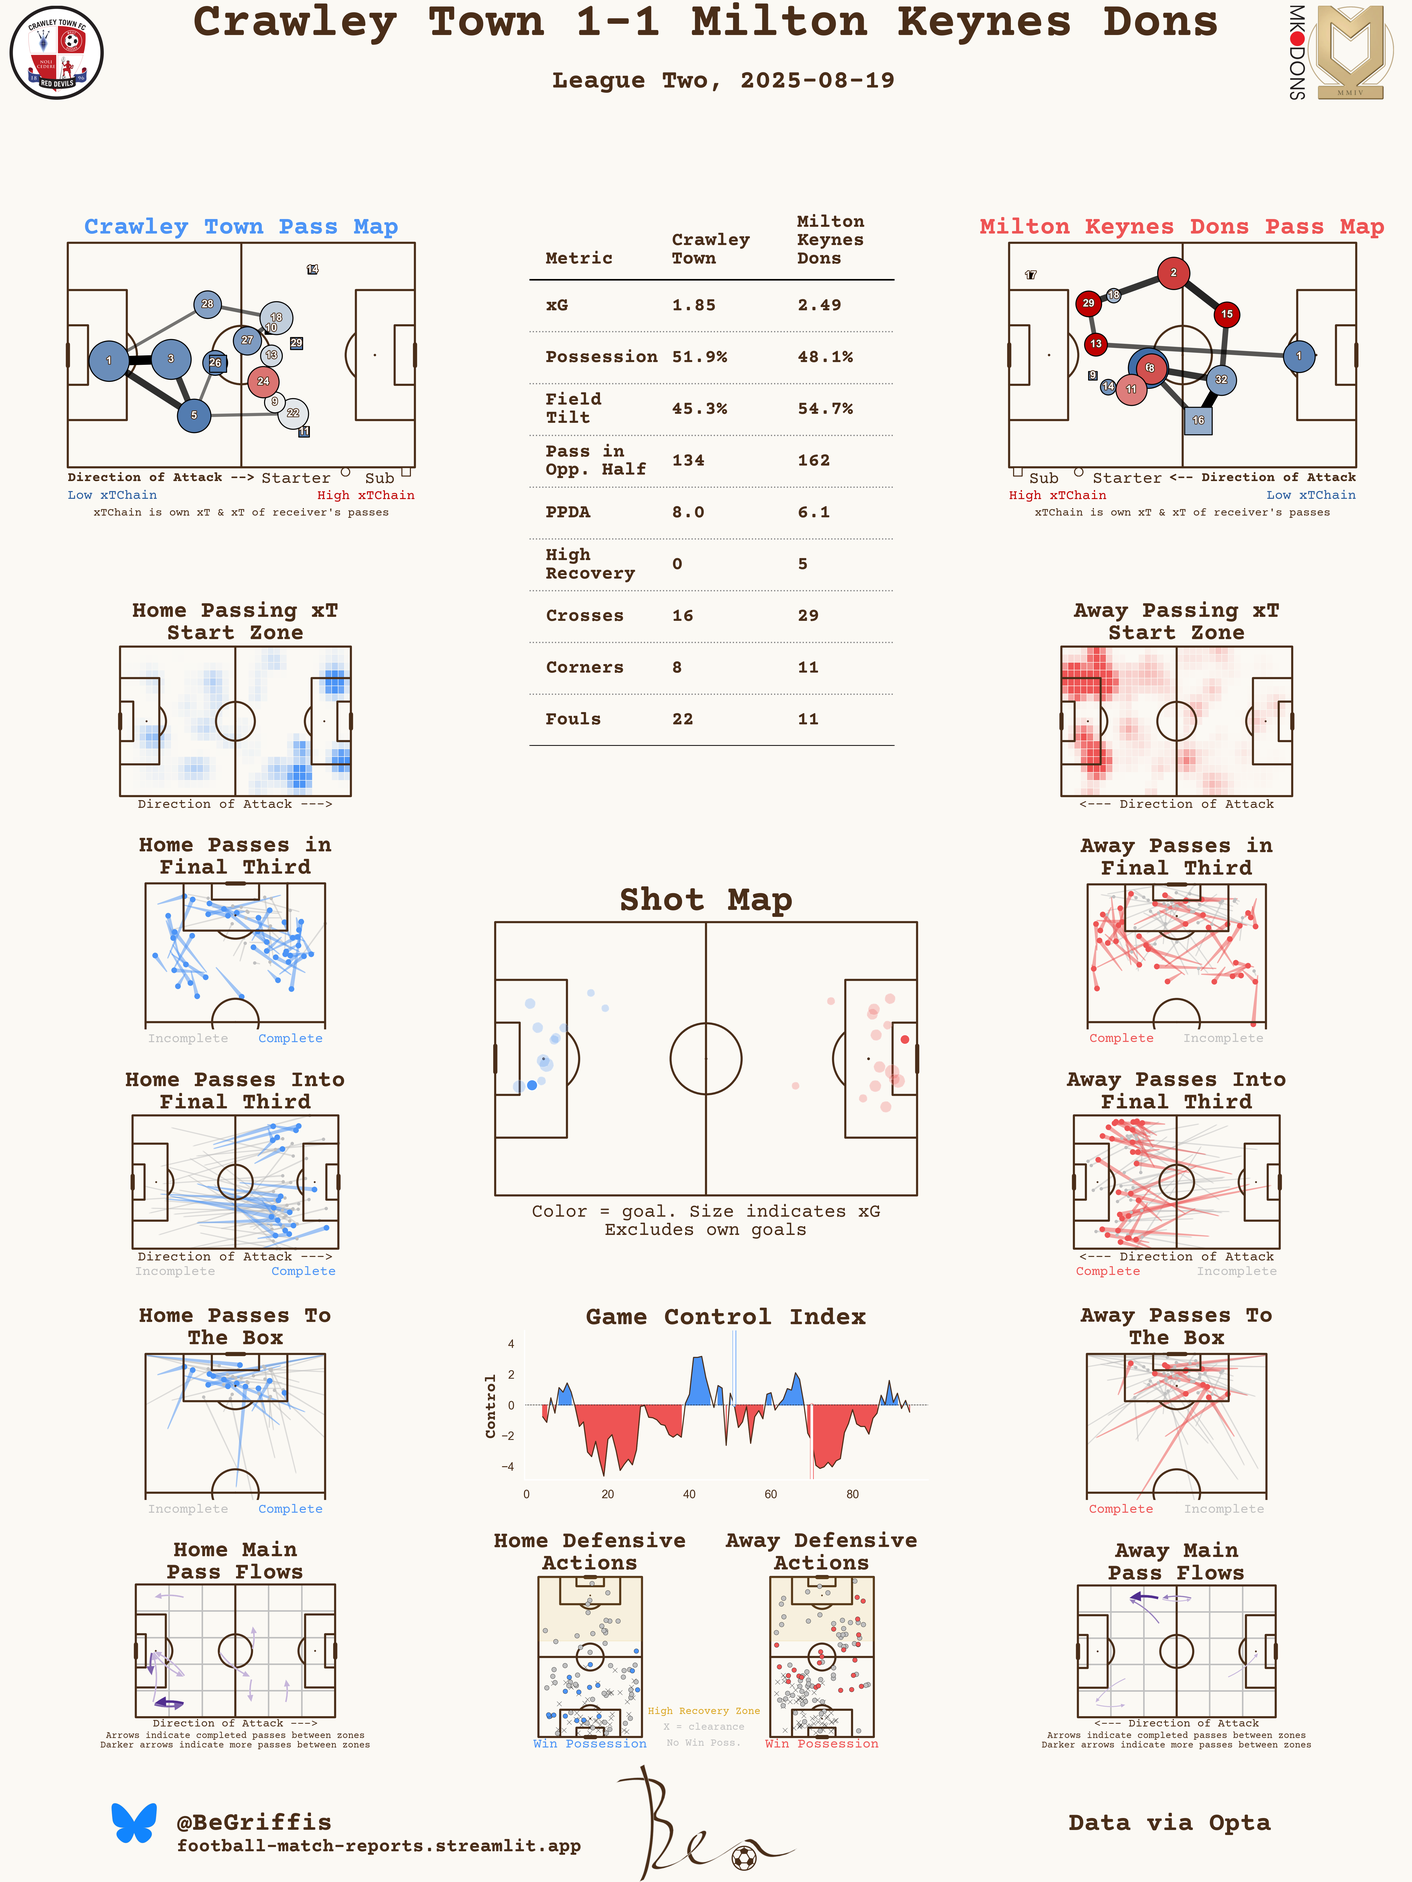 Crawley Town 1-1 Milton Keynes Dons
League Two, 2025-08-19
CRAWLEY TOWN FC
NOLI
CEDERE
18
96
RED DEVILS
MK DONS
MMIV
Crawley Town Pass Map
14
28
18
10
27
29
1
3
26
13
24
9
5
22
11
Direction of Attack --> Starter Sub
Low xTChain High xTChain
xTChain is own xT & xT of receiver's passes
Metric Crawley Town Milton Keynes Dons
xG 1.85 2.49
Possession 51.9% 48.1%
Field Tilt 45.3% 54.7%
Pass in Opp. Half 134 162
PPDA 8.0 6.1
High Recovery 0 5
Crosses 16 29
Corners 8 11
Fouls 22 11
Milton Keynes Dons Pass Map
17
2
18
29
15
13
1
8
9
14
11
32
16
Sub Starter <-- Direction of Attack
High xTChain Low xTChain
xTChain is own xT & xT of receiver's passes
Home Passing xT
Start Zone
Direction of Attack --->
Away Passing xT
Start Zone
<--- Direction of Attack
Home Passes in
Final Third
Incomplete Complete
Away Passes in
Final Third
Complete Incomplete
Shot Map
Color = goal. Size indicates xG
Excludes own goals
Home Passes Into
Final Third
Direction of Attack --->
Incomplete Complete
Away Passes Into
Final Third
<--- Direction of Attack
Complete Incomplete
Home Passes To
The Box
Incomplete Complete
Game Control Index
Control
4
2
0
−2
−4
0 20 40 60 80
Away Passes To
The Box
Complete Incomplete
Home Main
Pass Flows
Direction of Attack --->
Arrows indicate completed passes between zones
Darker arrows indicate more passes between zones
Home Defensive
Actions
Win Possession
Away Defensive
Actions
Win Possession
High Recovery Zone
X = clearance
No Win Poss.
Away Main
Pass Flows
<--- Direction of Attack
Arrows indicate completed passes between zones
Darker arrows indicate more passes between zones
@BeGriffis
football-match-reports.streamlit.app
Ben
Data via Opta